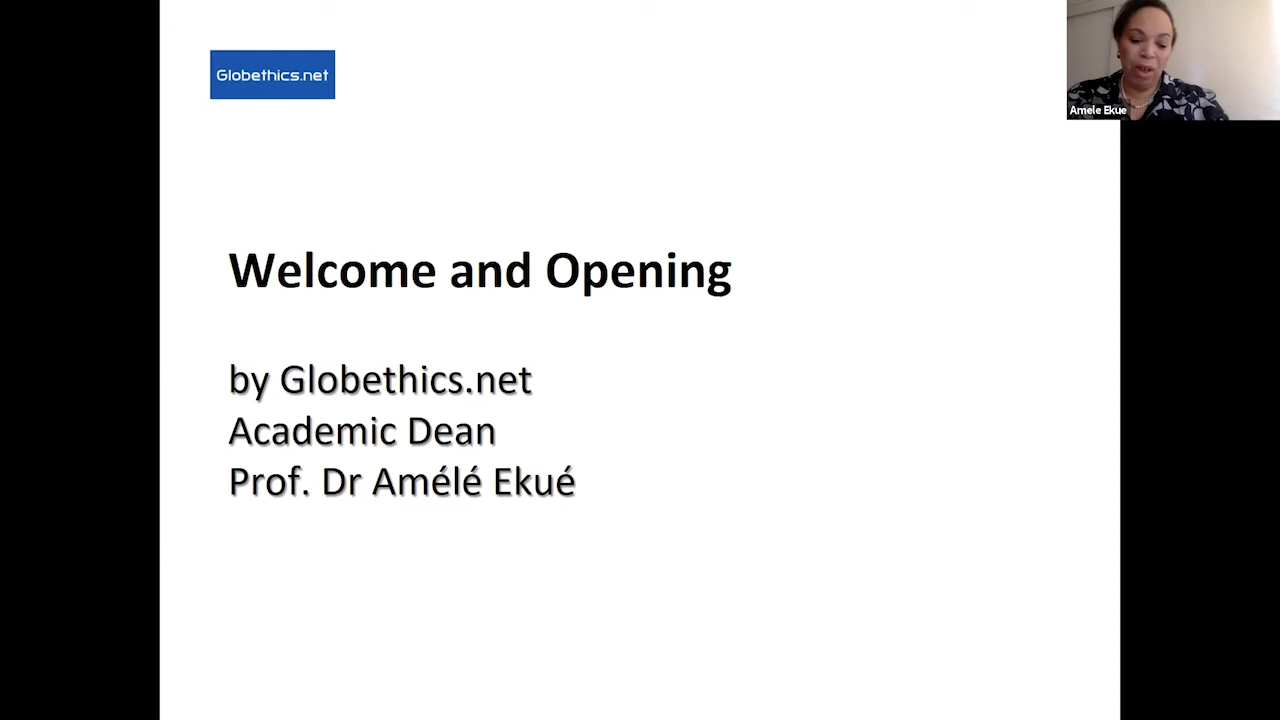 Globethics.net
Amele Ekue
Welcome and Opening
by Globethics.net
Academic Dean
Prof. Dr Amélé Ekué